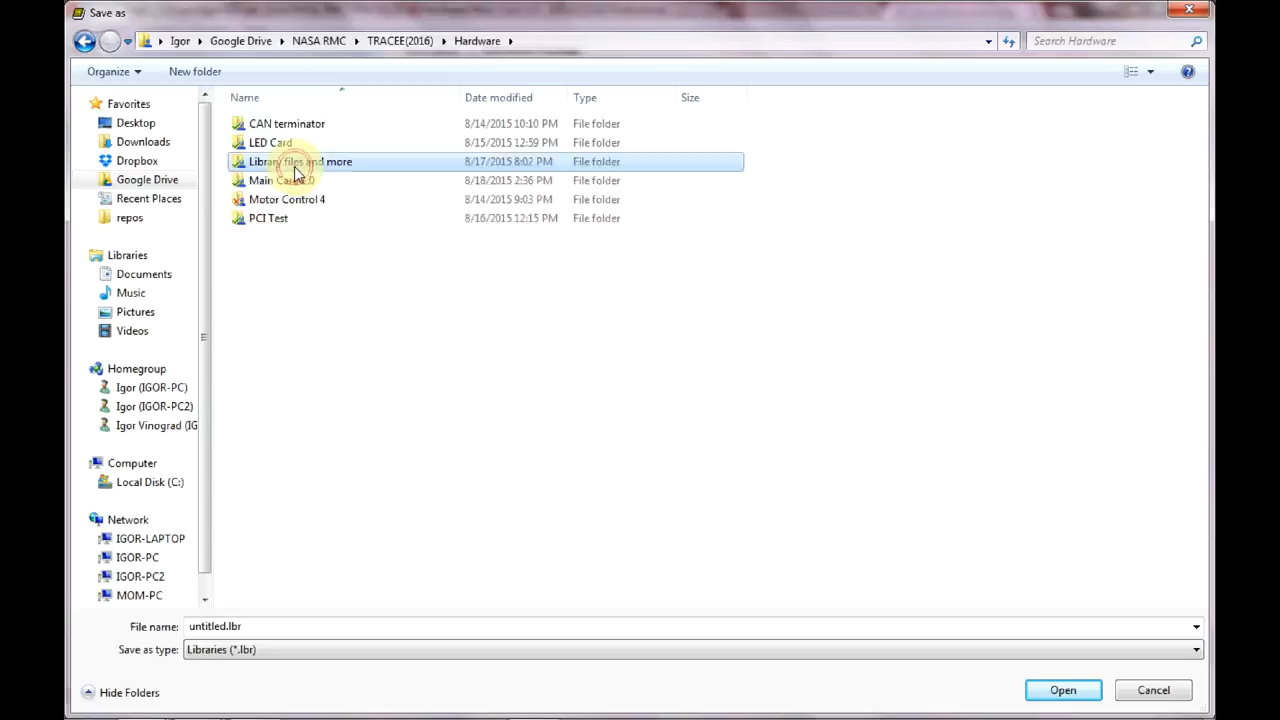 Save as
Igor Google Drive NASA RMC TRACEE(2016) Hardware
Search Hardware
Organize New folder
Name Date modified Type Size
Favorites
Desktop
Downloads
Dropbox
Google Drive
Recent Places
repos
Libraries
Documents
Music
Pictures
Videos
Homegroup
Igor (IGOR-PC)
Igor (IGOR-PC2)
Igor Vinograd (IG
Computer
Local Disk (C:)
Network
IGOR-LAPTOP
IGOR-PC
IGOR-PC2
MOM-PC
CAN terminator 8/14/2015 10:10 PM File folder
LED Card 8/15/2015 12:59 PM File folder
Library files and more 8/17/2015 8:02 PM File folder
Main Card 8/18/2015 2:36 PM File folder
Motor Control 4 8/14/2015 9:03 PM File folder
PCI Test 8/16/2015 12:15 PM File folder
File name: untitled.lbr
Save as type: Libraries (*.lbr)
Hide Folders
Open Cancel